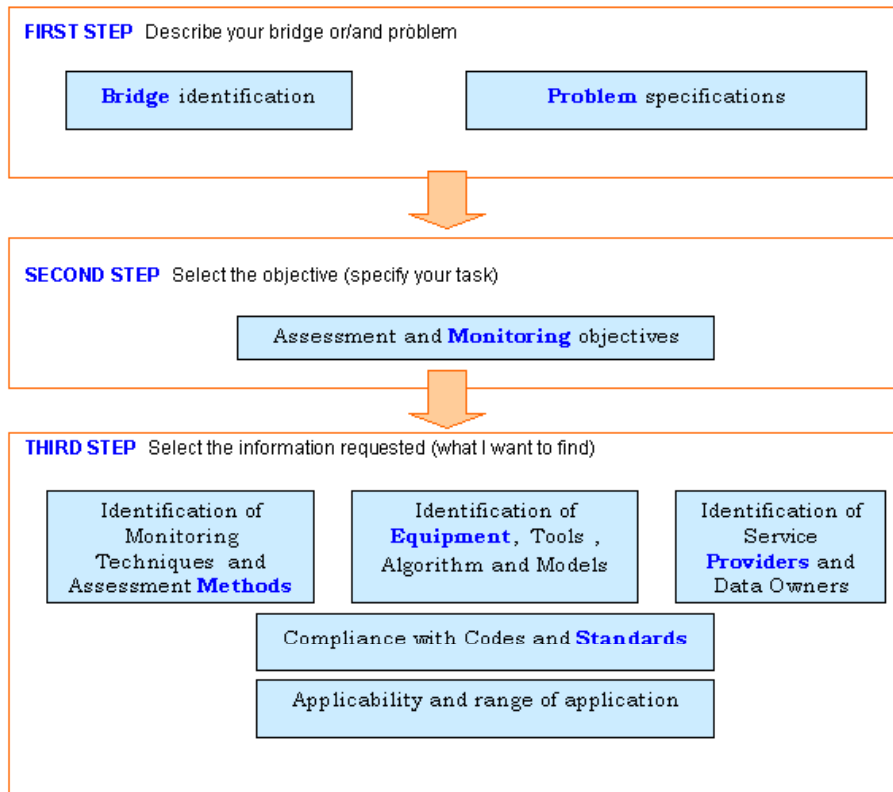 FIRST STEP Describe your bridge or/and problem
Bridge identification
Problem specifications
SECOND STEP Select the objective (specify your task)
Assessment and Monitoring objectives
THIRD STEP Select the information requested (what I want to find)
Identification of
Monitoring
Techniques and
Assessment Methods
Identification of
Equipment, Tools ,
Algorithm and Models
Identification of
Service
Providers and
Data Owners
Compliance with Codes and Standards
Applicability and range of application